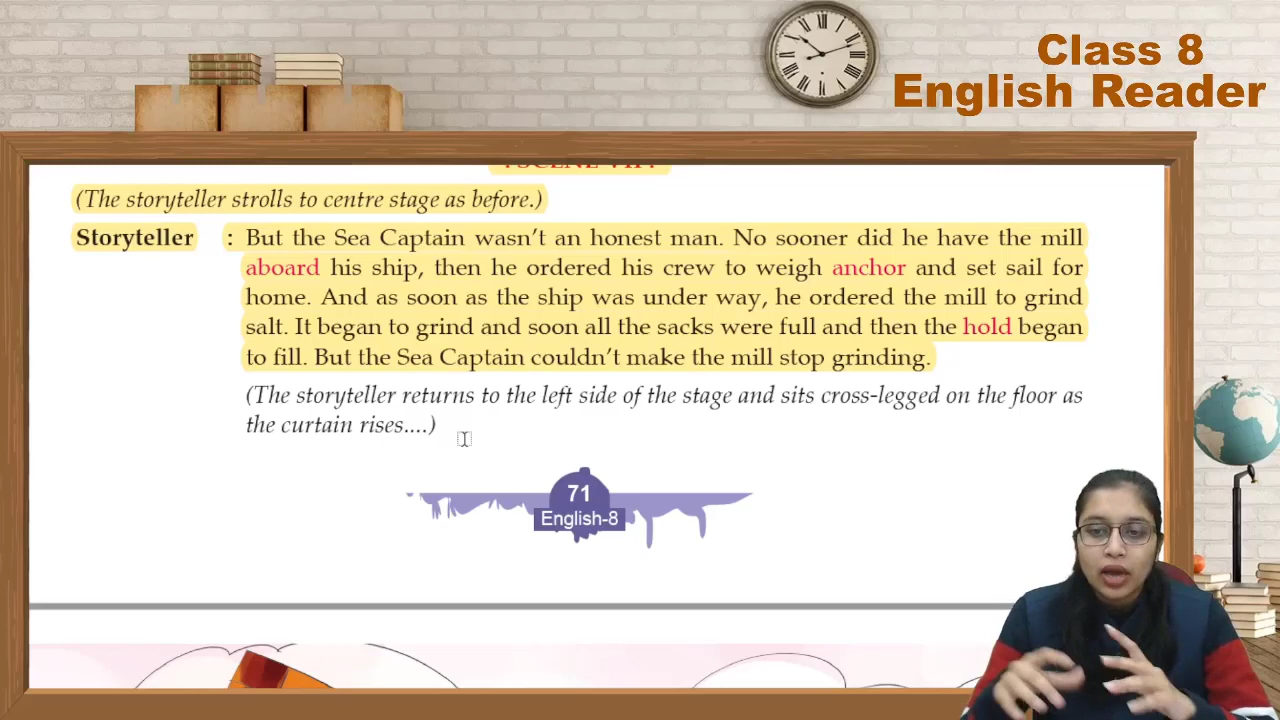 Class 8
English Reader
(The storyteller strolls to centre stage as before.)
Storyteller : But the Sea Captain wasn't an honest man. No sooner did he have the mill
aboard his ship, then he ordered his crew to weigh anchor and set sail for
home. And as soon as the ship was under way, he ordered the mill to grind
salt. It began to grind and soon all the sacks were full and then the hold began
to fill. But the Sea Captain couldn't make the mill stop grinding.
(The storyteller returns to the left side of the stage and sits cross-legged on the floor as
the curtain rises....)
71
English-8